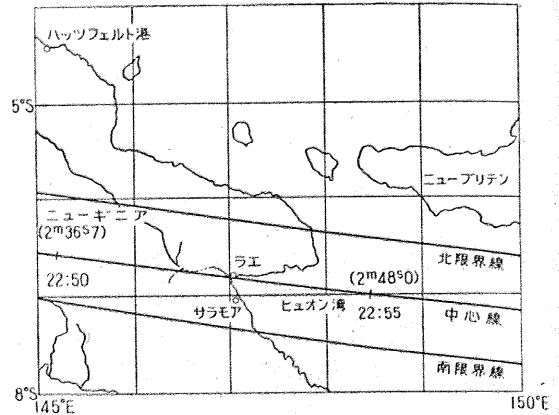 ハッツフェルト港
5°S
ニューブリテン
ニューギニア
(2m36s7)
22:50
ラエ
(2m48s0)
北限界線
サラモア
ヒュオン湾
22:55
中心線
南限界線
8°S
145°E
150°E